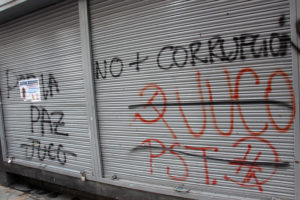 POR LA
PAZ
JUCO
NO + CORRUPCIÓN
JUCO
PST.